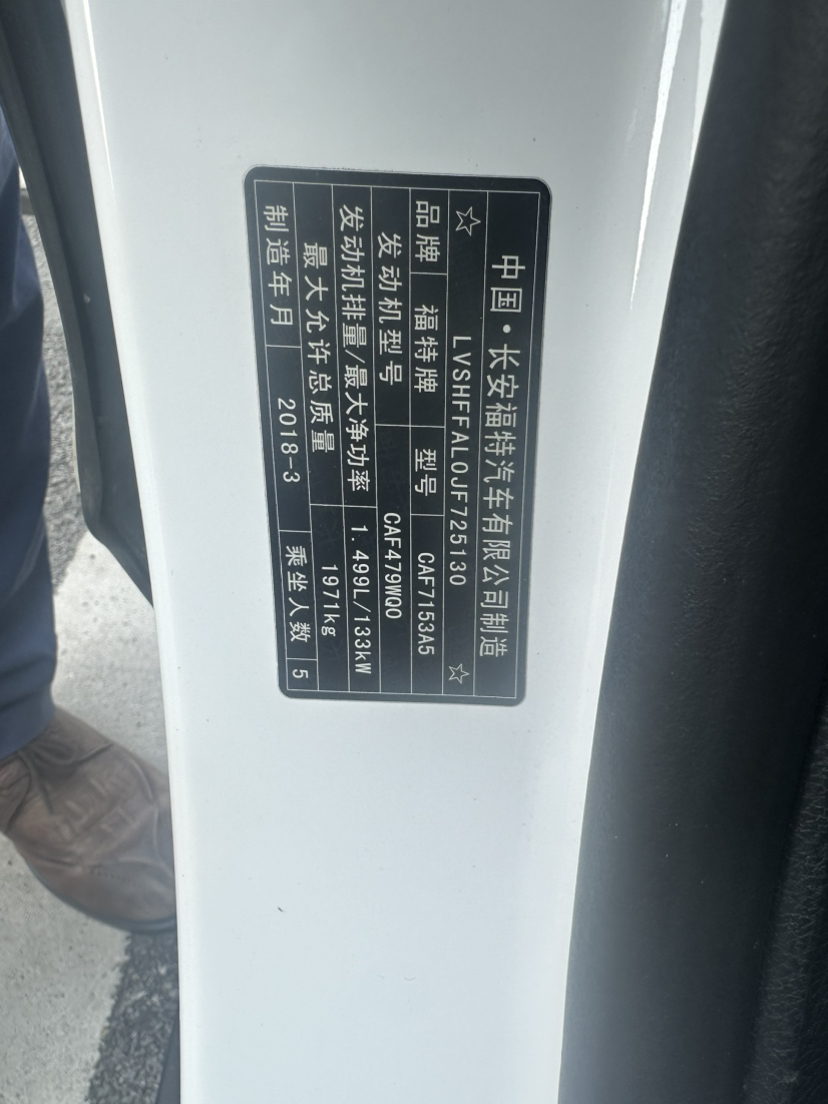 中国·长安福特汽车有限公司制造
☆ LVSHFFAL0JF725130 ☆
品牌 福特牌 型号 CAF7153A5
发动机型号 CAF479WQ0
发动机排量/最大净功率 1.499L/133kW
最大允许总质量 1971kg
制造年月 2018-3 乘坐人数 5